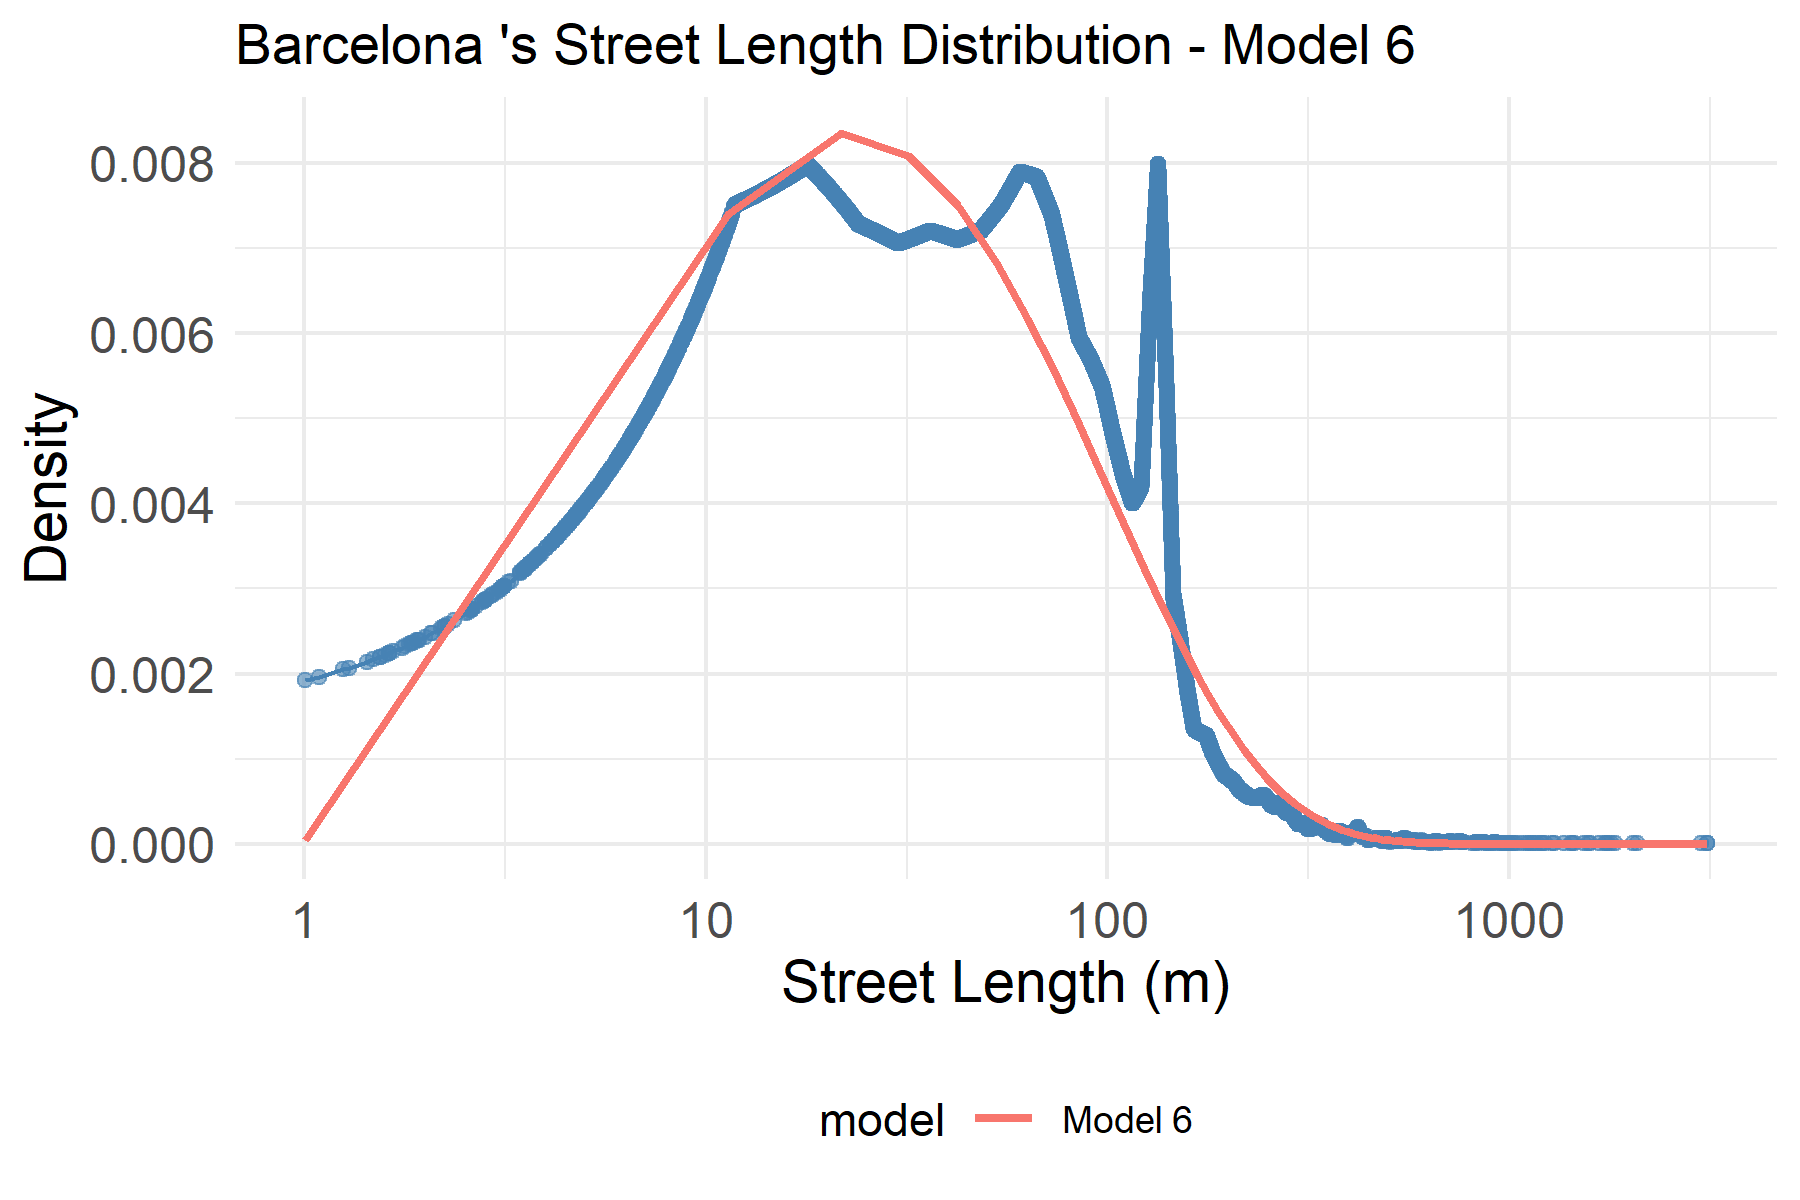 Barcelona 's Street Length Distribution - Model 6
0.008
0.006
0.004
0.002
0.000
Density
1 10 100 1000
Street Length (m)
model Model 6